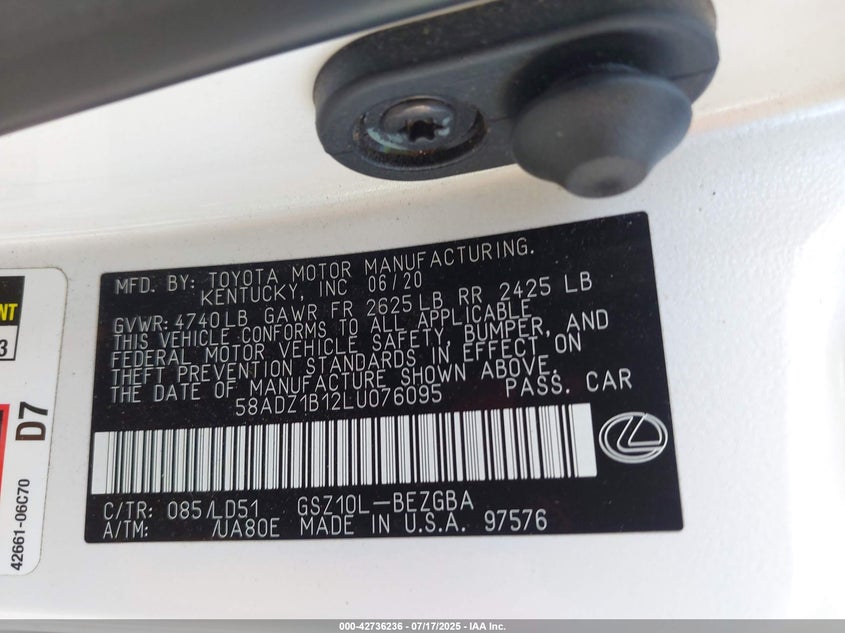 MFD. BY: TOYOTA MOTOR MANUFACTURING.
KENTUCKY, INC 06/20
GVWR: 4740LB GAWR FR 2625LB RR 2425 LB
THIS VEHICLE CONFORMS TO ALL APPLICABLE
FEDERAL MOTOR VEHICLE SAFETY, BUMPER, AND
THEFT PREVENTION STANDARDS IN EFFECT ON
THE DATE OF MANUFACTURE SHOWN ABOVE.
58ADZ1B12LU076095 PASS. CAR
C/TR: 085/LD51 GSZ10L-BEZGBA
A/TM: /UA80E MADE IN U.S.A. 97576
NT
3
D7
42661-06C70
000-42736236 - 07/17/2025 - IAA Inc.